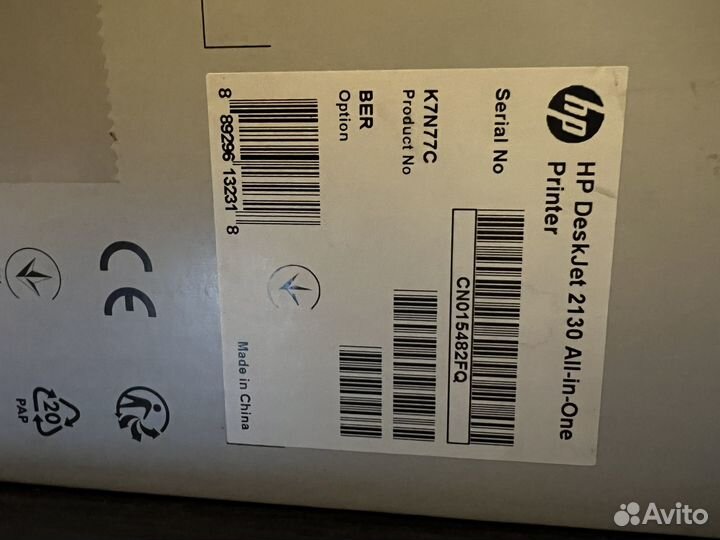 hp
HP DeskJet 2130 All-in-One
Printer
Serial No
CN015482FQ
K7N77C
Product No
BER
Option
8 89296 13231 8
Made in China
CE
20
PAP
Avito